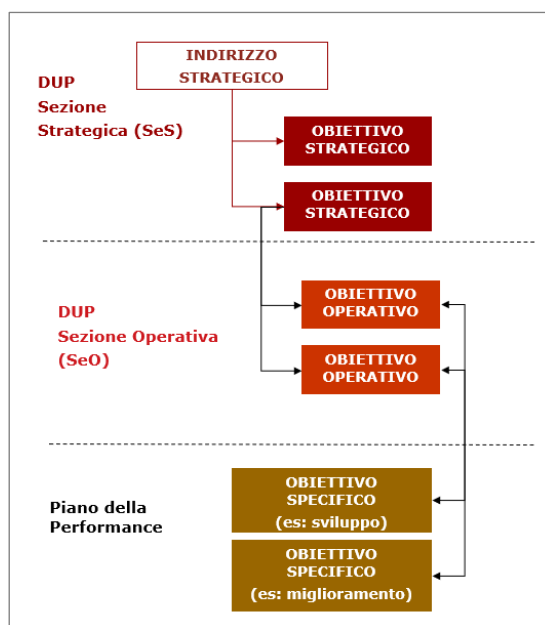 INDIRIZZO
STRATEGICO
DUP
Sezione
Strategica (SeS)
OBIETTIVO
STRATEGICO
OBIETTIVO
STRATEGICO
DUP
Sezione Operativa
(SeO)
OBIETTIVO
OPERATIVO
OBIETTIVO
OPERATIVO
Piano della
Performance
OBIETTIVO
SPECIFICO
(es: sviluppo)
OBIETTIVO
SPECIFICO
(es: miglioramento)